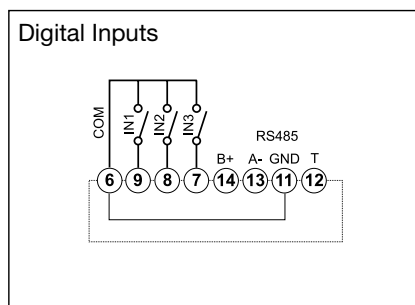 Digital Inputs
COM IN1 IN2 IN3
RS485
B+ A- GND T
6 9 8 7 14 13 11 12